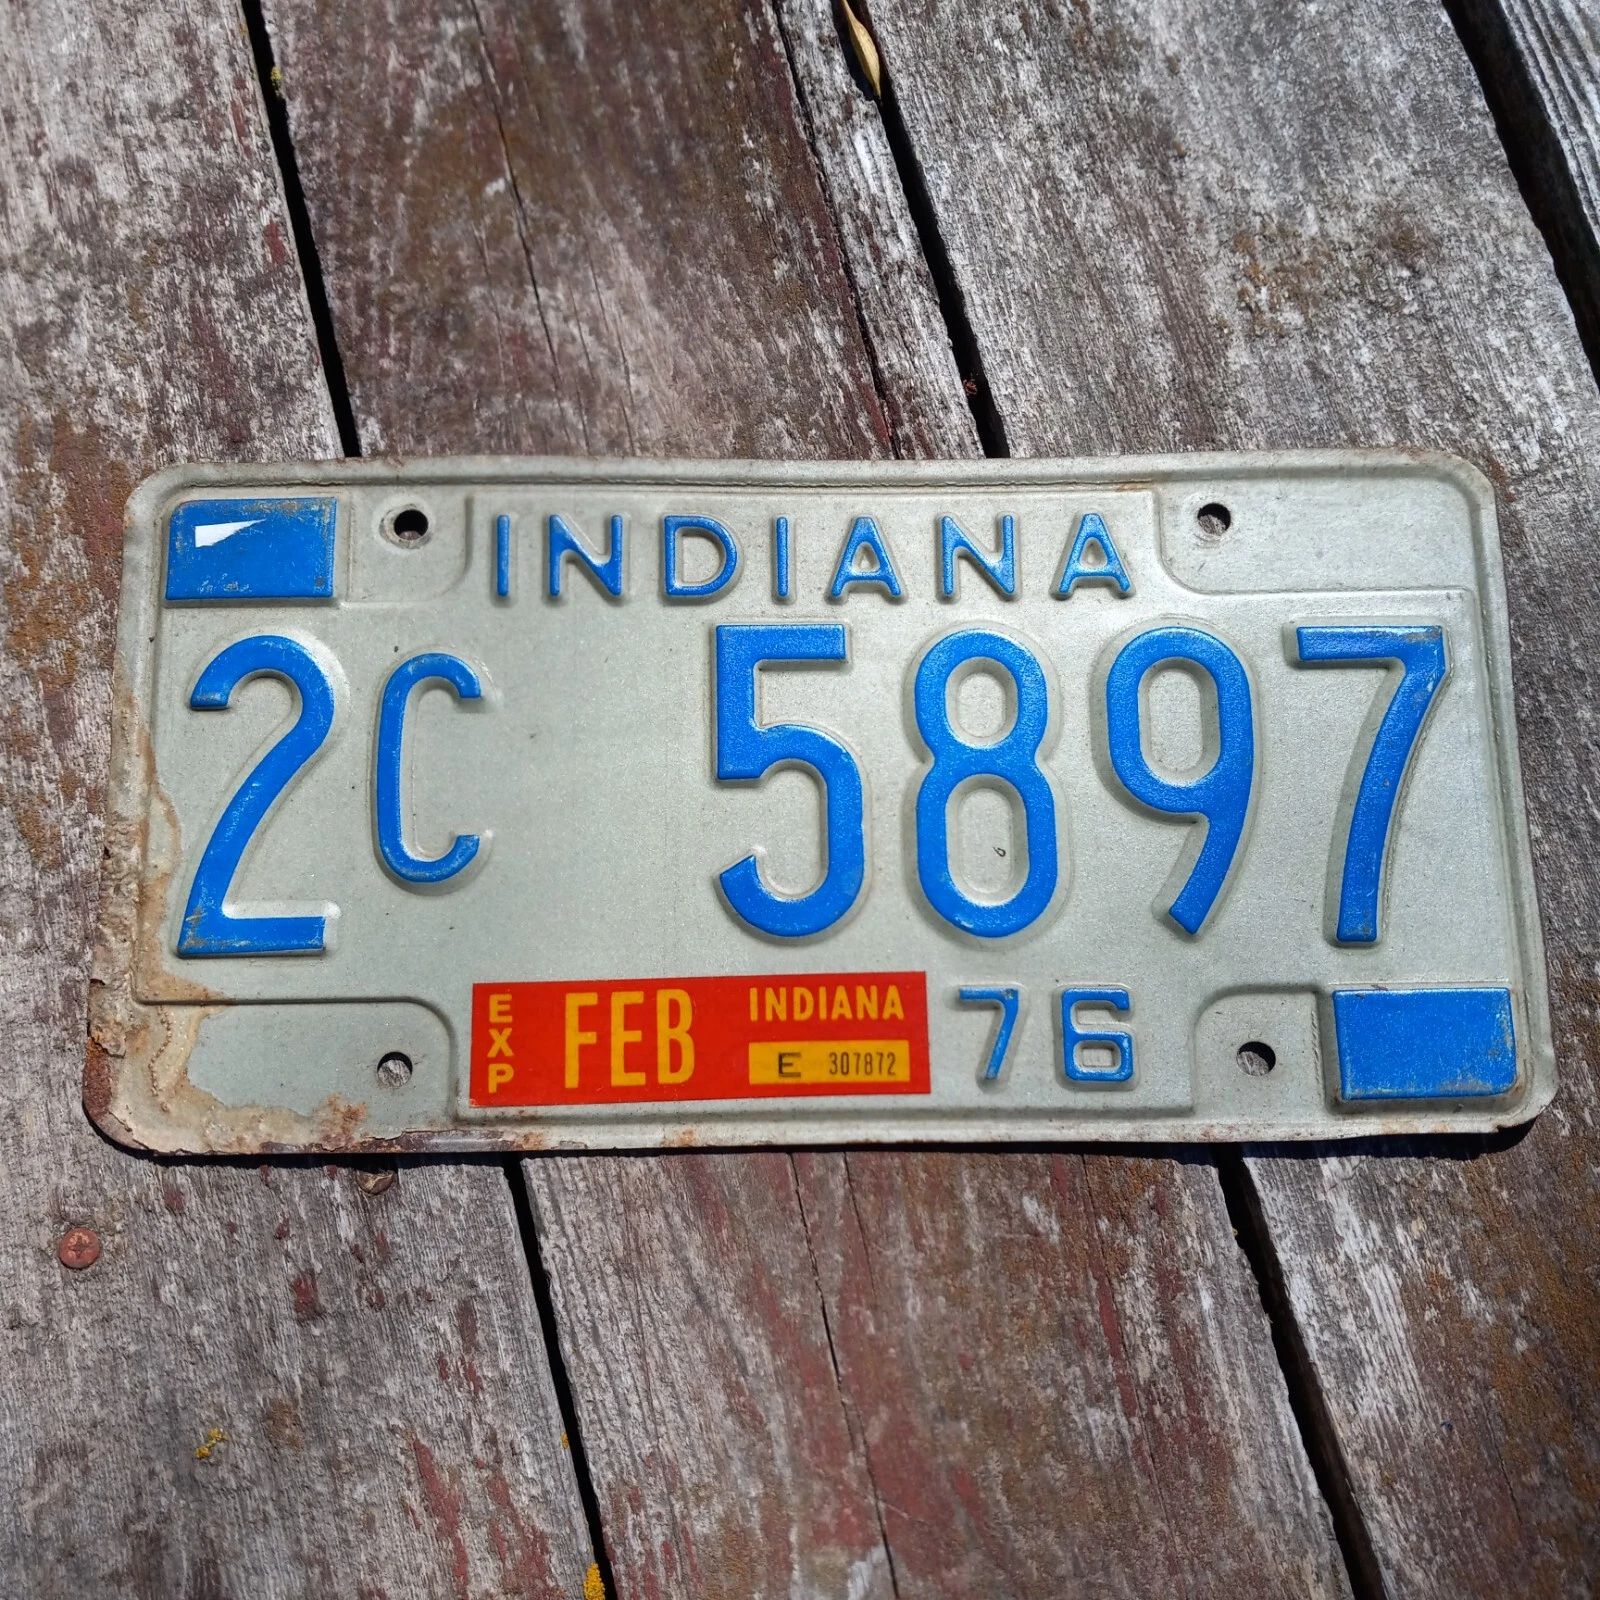 INDIANA
2C 5897
EXP FEB INDIANA 76
E 307872